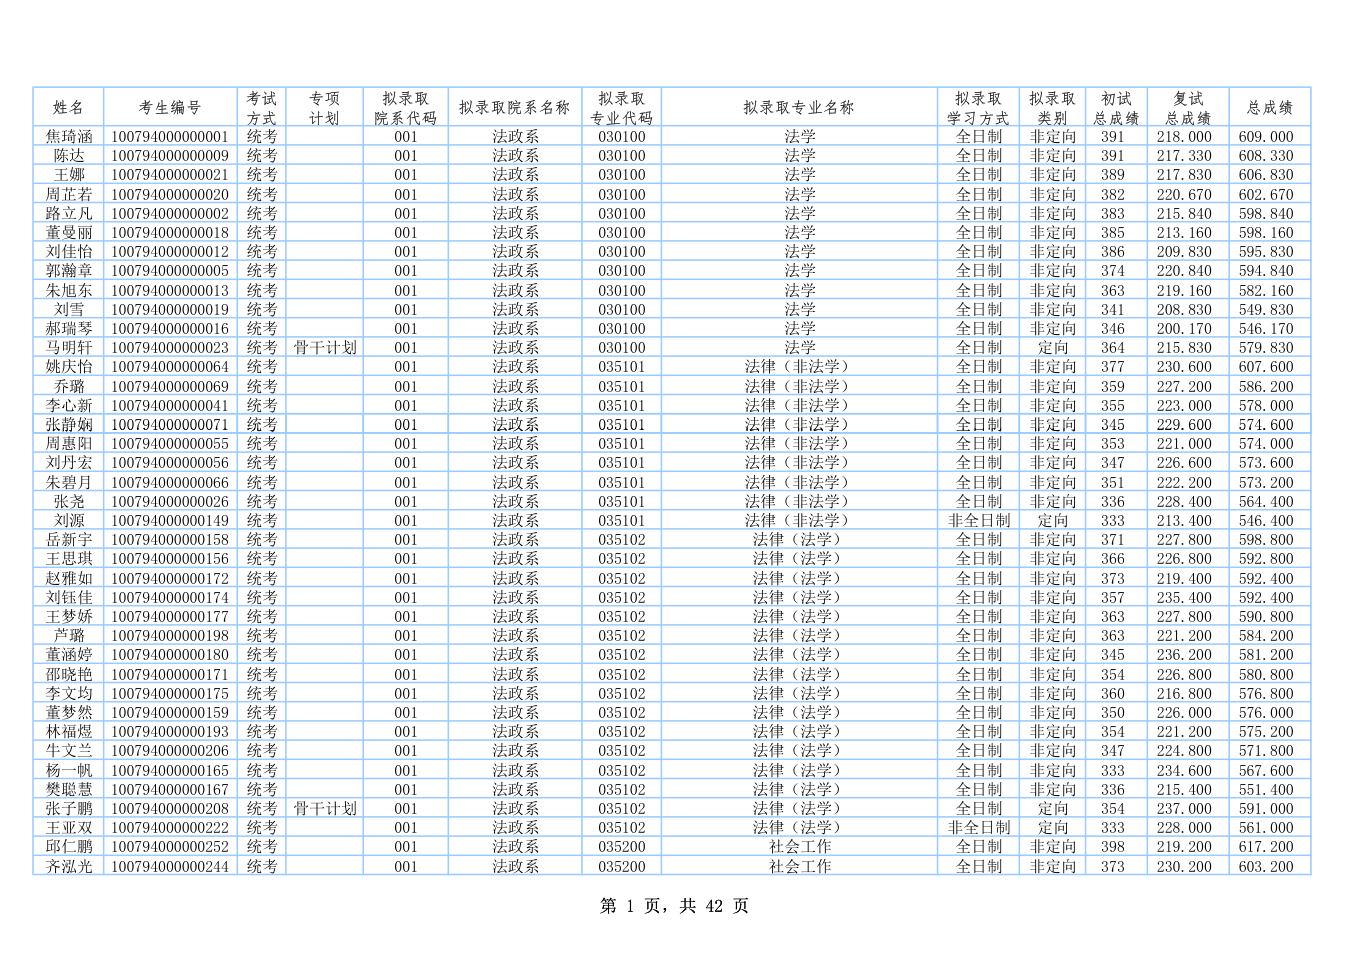 姓名 考生编号 考试方式 专项计划 拟录取院系代码 拟录取院系名称 拟录取专业代码 拟录取专业名称 拟录取学习方式 拟录取类别 初试总成绩 复试总成绩 总成绩
焦琦涵 100794000000001 统考 001 法政系 030100 法学 全日制 非定向 391 218.000 609.000
陈达 100794000000009 统考 001 法政系 030100 法学 全日制 非定向 391 217.330 608.330
王娜 100794000000021 统考 001 法政系 030100 法学 全日制 非定向 389 217.830 606.830
周芷若 100794000000020 统考 001 法政系 030100 法学 全日制 非定向 382 220.670 602.670
路立凡 100794000000002 统考 001 法政系 030100 法学 全日制 非定向 383 215.840 598.840
董曼丽 100794000000018 统考 001 法政系 030100 法学 全日制 非定向 385 213.160 598.160
刘佳怡 100794000000012 统考 001 法政系 030100 法学 全日制 非定向 386 209.830 595.830
郭瀚章 100794000000005 统考 001 法政系 030100 法学 全日制 非定向 374 220.840 594.840
朱旭东 100794000000013 统考 001 法政系 030100 法学 全日制 非定向 363 219.160 582.160
刘雪 100794000000019 统考 001 法政系 030100 法学 全日制 非定向 341 208.830 549.830
郝瑞琴 100794000000016 统考 001 法政系 030100 法学 全日制 非定向 346 200.170 546.170
马明轩 100794000000023 统考 骨干计划 001 法政系 030100 法学 全日制 定向 364 215.830 579.830
姚庆怡 100794000000064 统考 001 法政系 035101 法律（非法学） 全日制 非定向 377 230.600 607.600
乔璐 100794000000069 统考 001 法政系 035101 法律（非法学） 全日制 非定向 359 227.200 586.200
李心新 100794000000041 统考 001 法政系 035101 法律（非法学） 全日制 非定向 355 223.000 578.000
张静娴 100794000000071 统考 001 法政系 035101 法律（非法学） 全日制 非定向 345 229.600 574.600
周惠阳 100794000000055 统考 001 法政系 035101 法律（非法学） 全日制 非定向 353 221.000 574.000
刘丹宏 100794000000056 统考 001 法政系 035101 法律（非法学） 全日制 非定向 347 226.600 573.600
朱碧月 100794000000066 统考 001 法政系 035101 法律（非法学） 全日制 非定向 351 222.200 573.200
张尧 100794000000026 统考 001 法政系 035101 法律（非法学） 全日制 非定向 336 228.400 564.400
刘源 100794000000149 统考 001 法政系 035101 法律（非法学） 非全日制 定向 333 213.400 546.400
岳新宇 100794000000158 统考 001 法政系 035102 法律（法学） 全日制 非定向 371 227.800 598.800
王思琪 100794000000156 统考 001 法政系 035102 法律（法学） 全日制 非定向 366 226.800 592.800
赵雅如 100794000000172 统考 001 法政系 035102 法律（法学） 全日制 非定向 373 219.400 592.400
刘钰佳 100794000000174 统考 001 法政系 035102 法律（法学） 全日制 非定向 357 235.400 592.400
王梦娇 100794000000177 统考 001 法政系 035102 法律（法学） 全日制 非定向 363 227.800 590.800
芦璐 100794000000198 统考 001 法政系 035102 法律（法学） 全日制 非定向 363 221.200 584.200
董涵婷 100794000000180 统考 001 法政系 035102 法律（法学） 全日制 非定向 345 236.200 581.200
邵晓艳 100794000000171 统考 001 法政系 035102 法律（法学） 全日制 非定向 354 226.800 580.800
李文均 100794000000175 统考 001 法政系 035102 法律（法学） 全日制 非定向 360 216.800 576.800
董梦然 100794000000159 统考 001 法政系 035102 法律（法学） 全日制 非定向 350 226.000 576.000
林福煜 100794000000193 统考 001 法政系 035102 法律（法学） 全日制 非定向 354 221.200 575.200
牛文兰 100794000000206 统考 001 法政系 035102 法律（法学） 全日制 非定向 347 224.800 571.800
杨一帆 100794000000165 统考 001 法政系 035102 法律（法学） 全日制 非定向 333 234.600 567.600
樊聪慧 100794000000167 统考 001 法政系 035102 法律（法学） 全日制 非定向 336 215.400 551.400
张子鹏 100794000000208 统考 骨干计划 001 法政系 035102 法律（法学） 全日制 定向 354 237.000 591.000
王亚双 100794000000222 统考 001 法政系 035102 法律（法学） 非全日制 定向 333 228.000 561.000
邱仁鹏 100794000000252 统考 001 法政系 035200 社会工作 全日制 非定向 398 219.200 617.200
齐泓光 100794000000244 统考 001 法政系 035200 社会工作 全日制 非定向 373 230.200 603.200
第 1 页，共 42 页